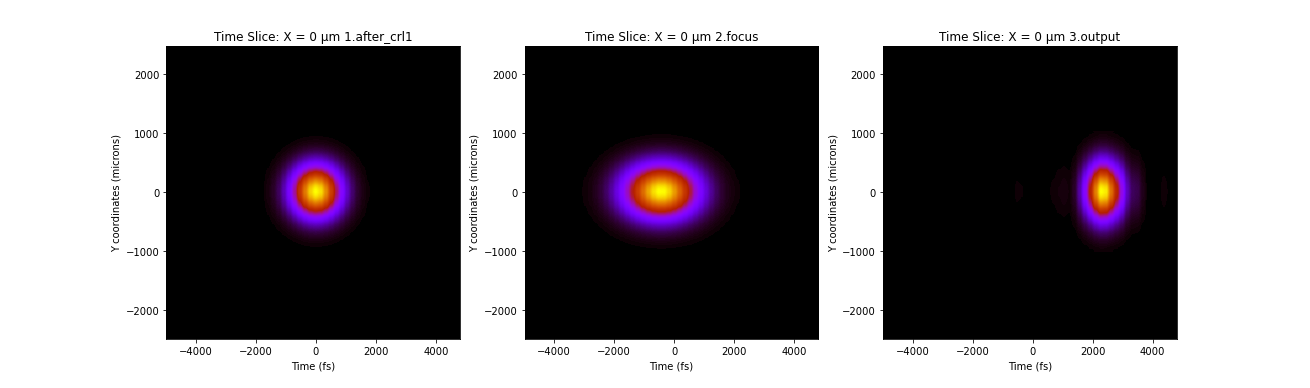 Time Slice: X = 0 µm 1.after_crl1
2000
1000
0
−1000
−2000
Y coordinates (microns)
−4000 −2000 0 2000 4000
Time (fs)
Time Slice: X = 0 µm 2.focus
2000
1000
0
−1000
−2000
Y coordinates (microns)
−4000 −2000 0 2000 4000
Time (fs)
Time Slice: X = 0 µm 3.output
2000
1000
0
−1000
−2000
Y coordinates (microns)
−4000 −2000 0 2000 4000
Time (fs)